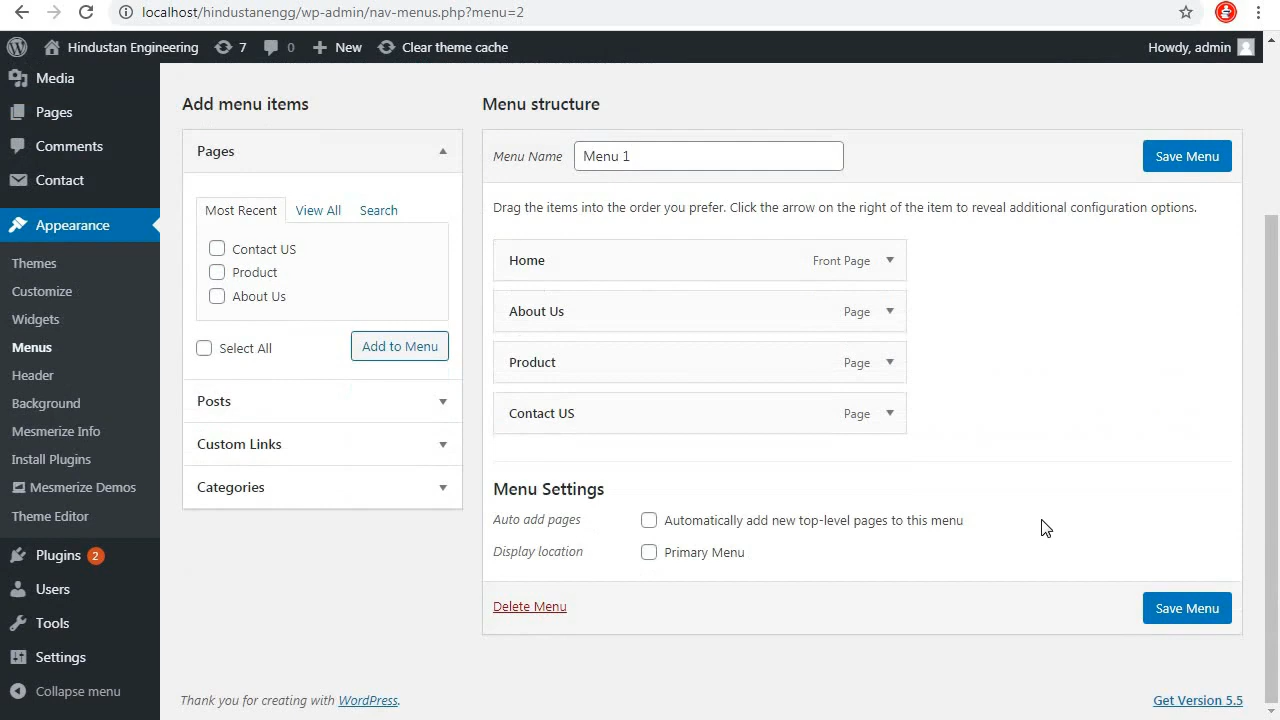 localhost/hindustanengg/wp-admin/nav-menus.php?menu=2
Hindustan Engineering 7 0 New Clear theme cache Howdy, admin
Media
Pages
Comments
Contact
Appearance
Themes
Customize
Widgets
Menus
Header
Background
Mesmerize Info
Install Plugins
Mesmerize Demos
Theme Editor
Plugins 2
Users
Tools
Settings
Collapse menu
Add menu items
Pages
Most Recent View All Search
Contact US
Product
About Us
Select All Add to Menu
Posts
Custom Links
Categories
Menu structure
Menu Name Menu 1 Save Menu
Drag the items into the order you prefer. Click the arrow on the right of the item to reveal additional configuration options.
Home Front Page
About Us Page
Product Page
Contact US Page
Menu Settings
Auto add pages Automatically add new top-level pages to this menu
Display location Primary Menu
Delete Menu Save Menu
Thank you for creating with WordPress. Get Version 5.5